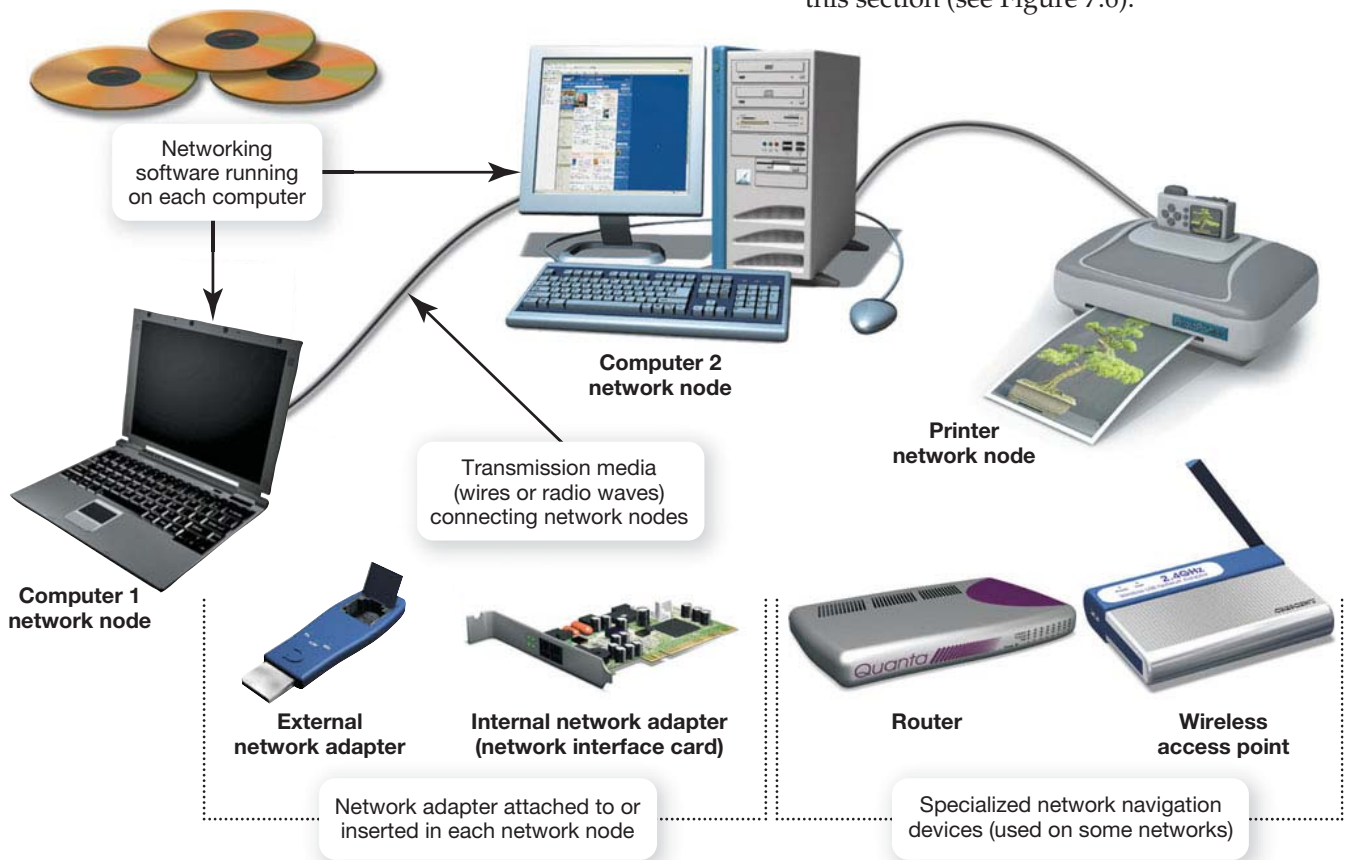 this section (see Figure 7.6).
Networking
software running
on each computer
Computer 2
network node
Printer
network node
Transmission media
(wires or radio waves)
connecting network nodes
Computer 1
network node
2.4GHz
Quanta
External
network adapter
Internal network adapter
(network interface card)
Router
Wireless
access point
Network adapter attached to or
inserted in each network node
Specialized network navigation
devices (used on some networks)